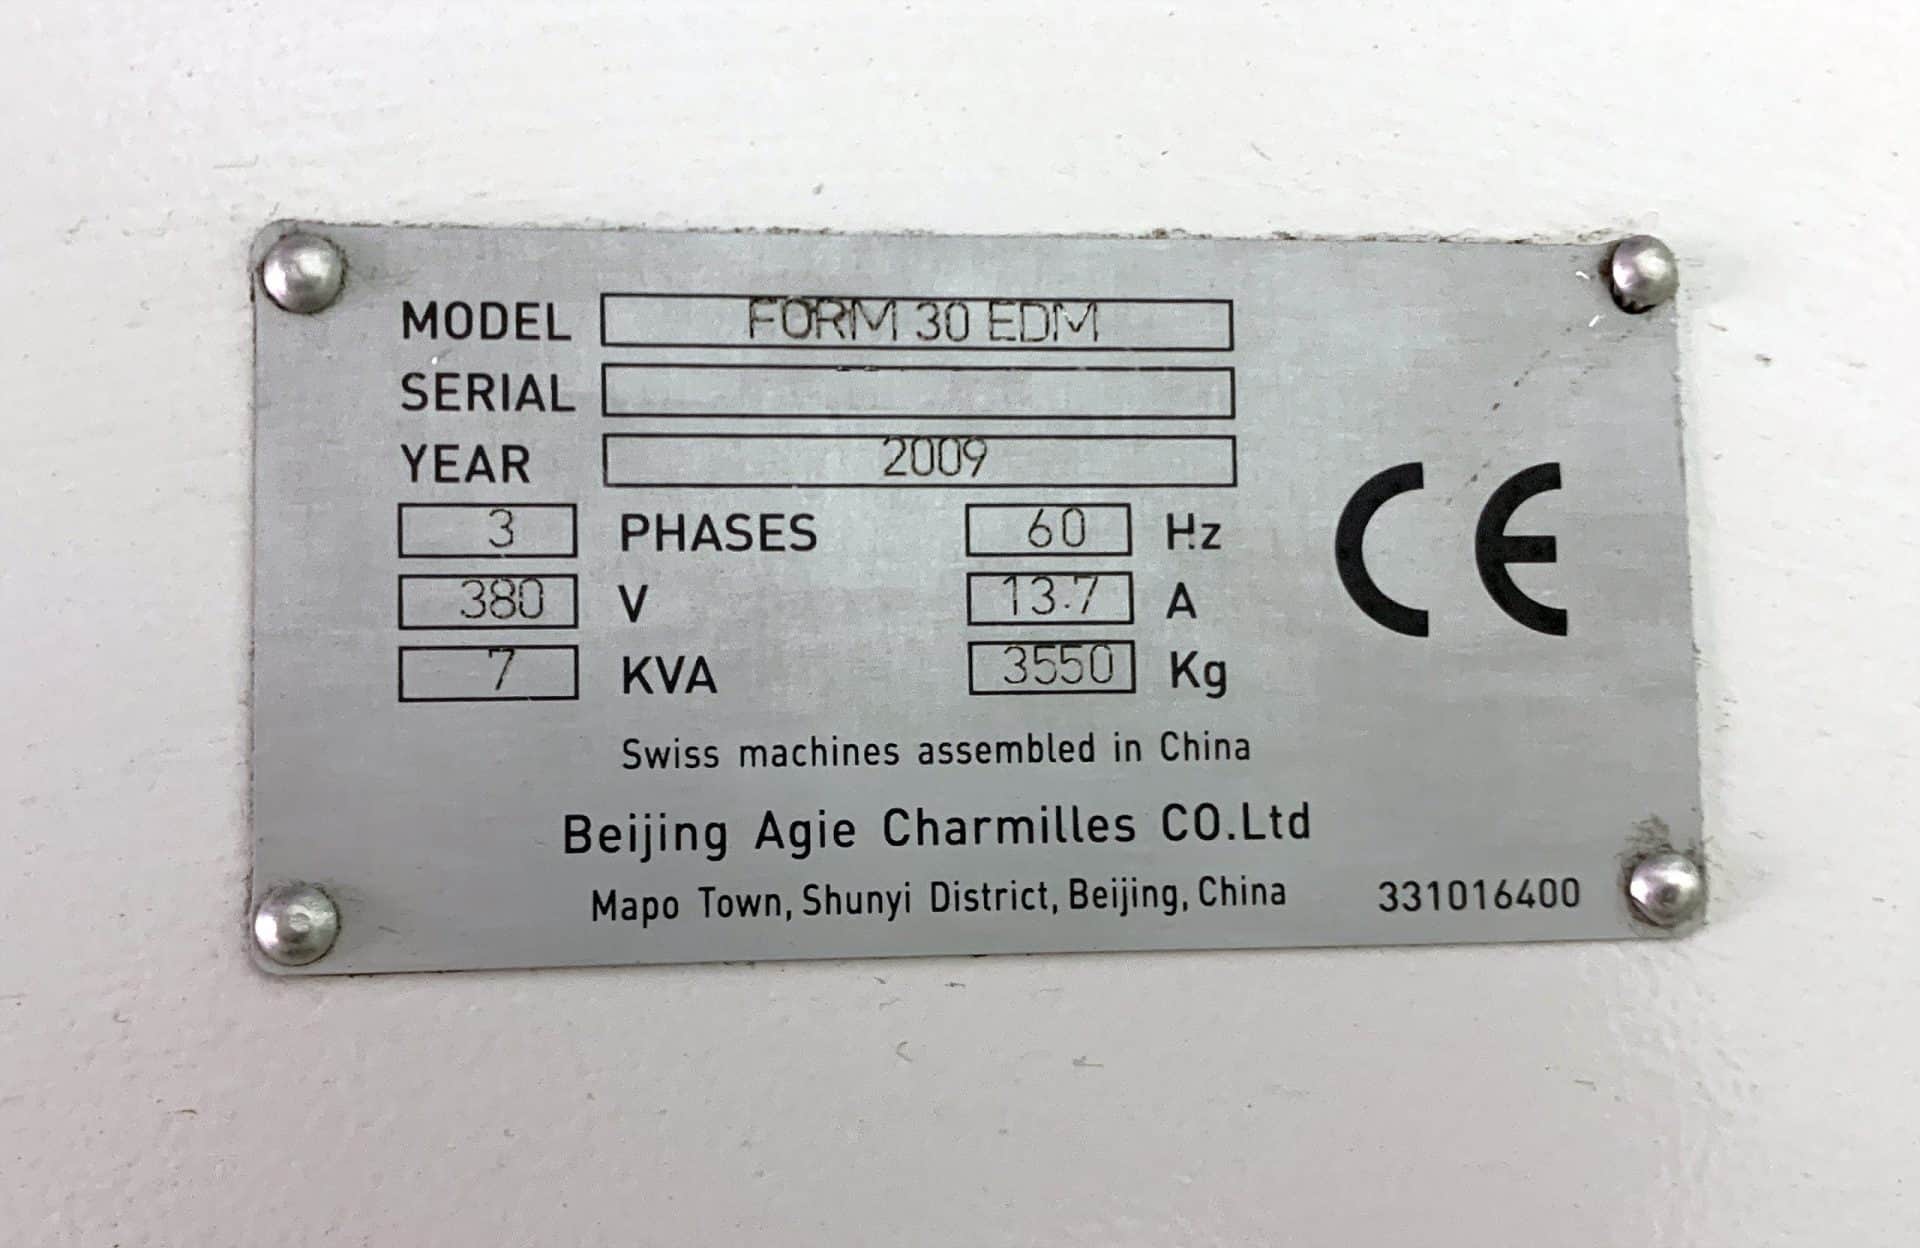 MODEL FORM 30 EDM
SERIAL
YEAR 2009
3 PHASES 60 Hz
380 V 13.7 A
7 KVA 3550 Kg
CE
Swiss machines assembled in China
Beijing Agie Charmilles CO.Ltd
Mapo Town, Shunyi District, Beijing, China 331016400